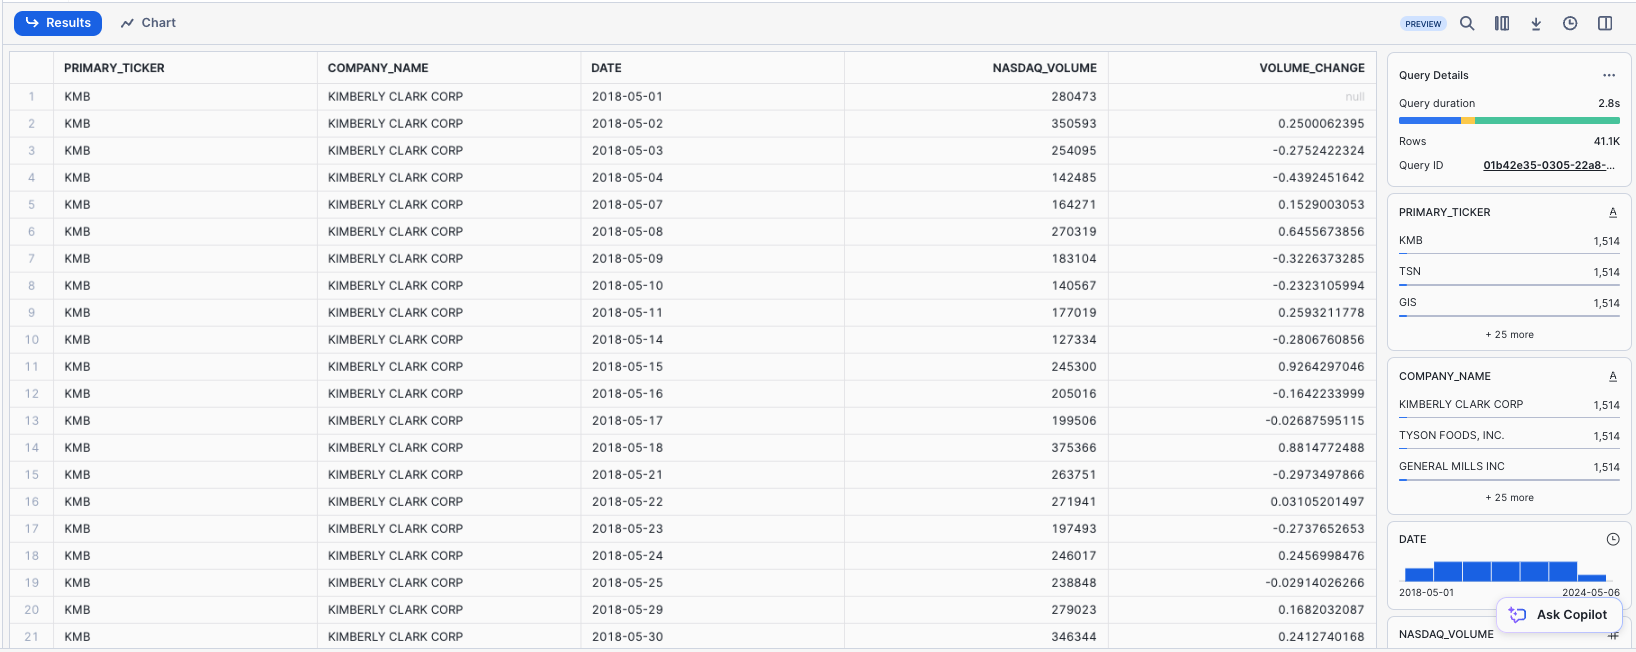 Results Chart PREVIEW
PRIMARY_TICKER COMPANY_NAME DATE NASDAQ_VOLUME VOLUME_CHANGE
1 KMB KIMBERLY CLARK CORP 2018-05-01 280473 null
2 KMB KIMBERLY CLARK CORP 2018-05-02 350593 0.2500062395
3 KMB KIMBERLY CLARK CORP 2018-05-03 254095 -0.2752422324
4 KMB KIMBERLY CLARK CORP 2018-05-04 142485 -0.4392451642
5 KMB KIMBERLY CLARK CORP 2018-05-07 164271 0.1529003053
6 KMB KIMBERLY CLARK CORP 2018-05-08 270319 0.6455673856
7 KMB KIMBERLY CLARK CORP 2018-05-09 183104 -0.3226373285
8 KMB KIMBERLY CLARK CORP 2018-05-10 140567 -0.2323105994
9 KMB KIMBERLY CLARK CORP 2018-05-11 177019 0.2593211778
10 KMB KIMBERLY CLARK CORP 2018-05-14 127334 -0.2806760856
11 KMB KIMBERLY CLARK CORP 2018-05-15 245300 0.9264297046
12 KMB KIMBERLY CLARK CORP 2018-05-16 205016 -0.1642233999
13 KMB KIMBERLY CLARK CORP 2018-05-17 199506 -0.02687595115
14 KMB KIMBERLY CLARK CORP 2018-05-18 375366 0.8814772488
15 KMB KIMBERLY CLARK CORP 2018-05-21 263751 -0.2973497866
16 KMB KIMBERLY CLARK CORP 2018-05-22 271941 0.03105201497
17 KMB KIMBERLY CLARK CORP 2018-05-23 197493 -0.2737652653
18 KMB KIMBERLY CLARK CORP 2018-05-24 246017 0.2456998476
19 KMB KIMBERLY CLARK CORP 2018-05-25 238848 -0.02914026266
20 KMB KIMBERLY CLARK CORP 2018-05-29 279023 0.1682032087
21 KMB KIMBERLY CLARK CORP 2018-05-30 346344 0.2412740168
Query Details ...
Query duration 2.8s
Rows 41.1K
Query ID 01b42e35-0305-22a8-...
PRIMARY_TICKER A
KMB 1,514
TSN 1,514
GIS 1,514
+ 25 more
COMPANY_NAME A
KIMBERLY CLARK CORP 1,514
TYSON FOODS, INC. 1,514
GENERAL MILLS INC 1,514
+ 25 more
DATE
2018-05-01 2024-05-06
Ask Copilot
NASDAQ_VOLUME #